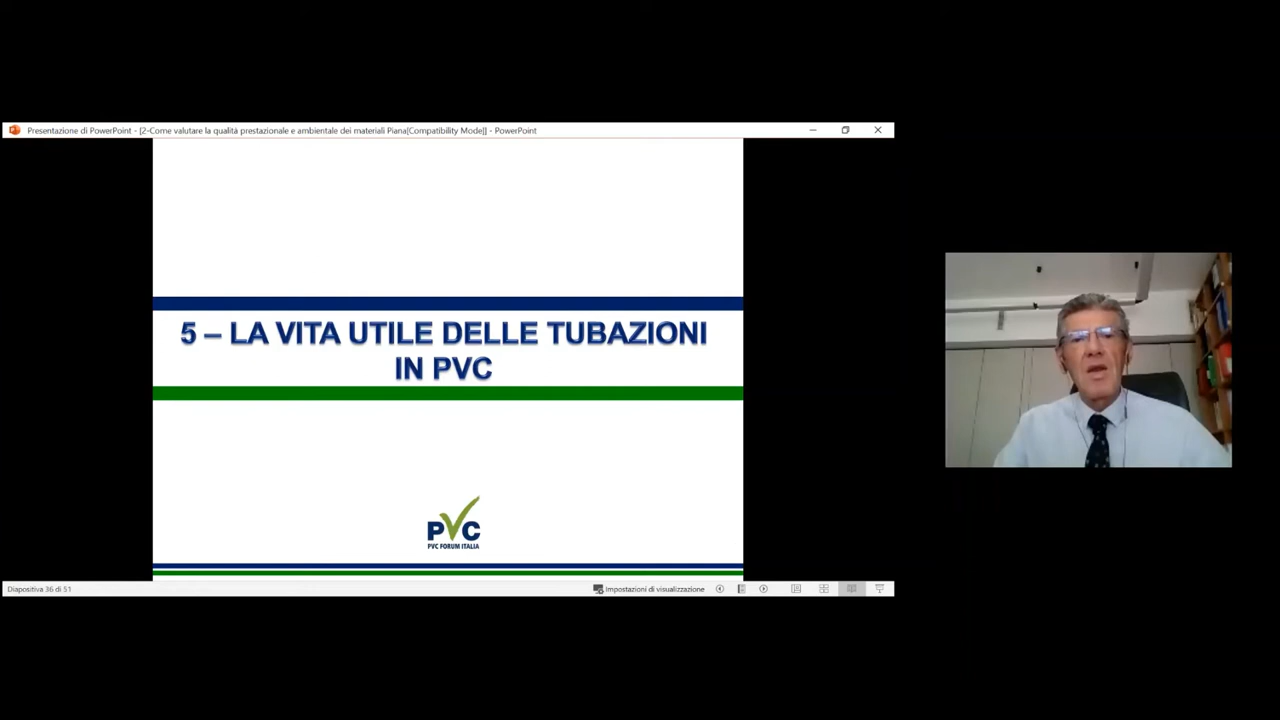 Presentazione di PowerPoint - [2-Come valutare la qualità prestazionale e ambientale dei materiali Piana[Compatibility Mode]] - PowerPoint
5 – LA VITA UTILE DELLE TUBAZIONI
IN PVC
PVC
PVC FORUM ITALIA
Diapositiva 36 di 51
Impostazioni di visualizzazione